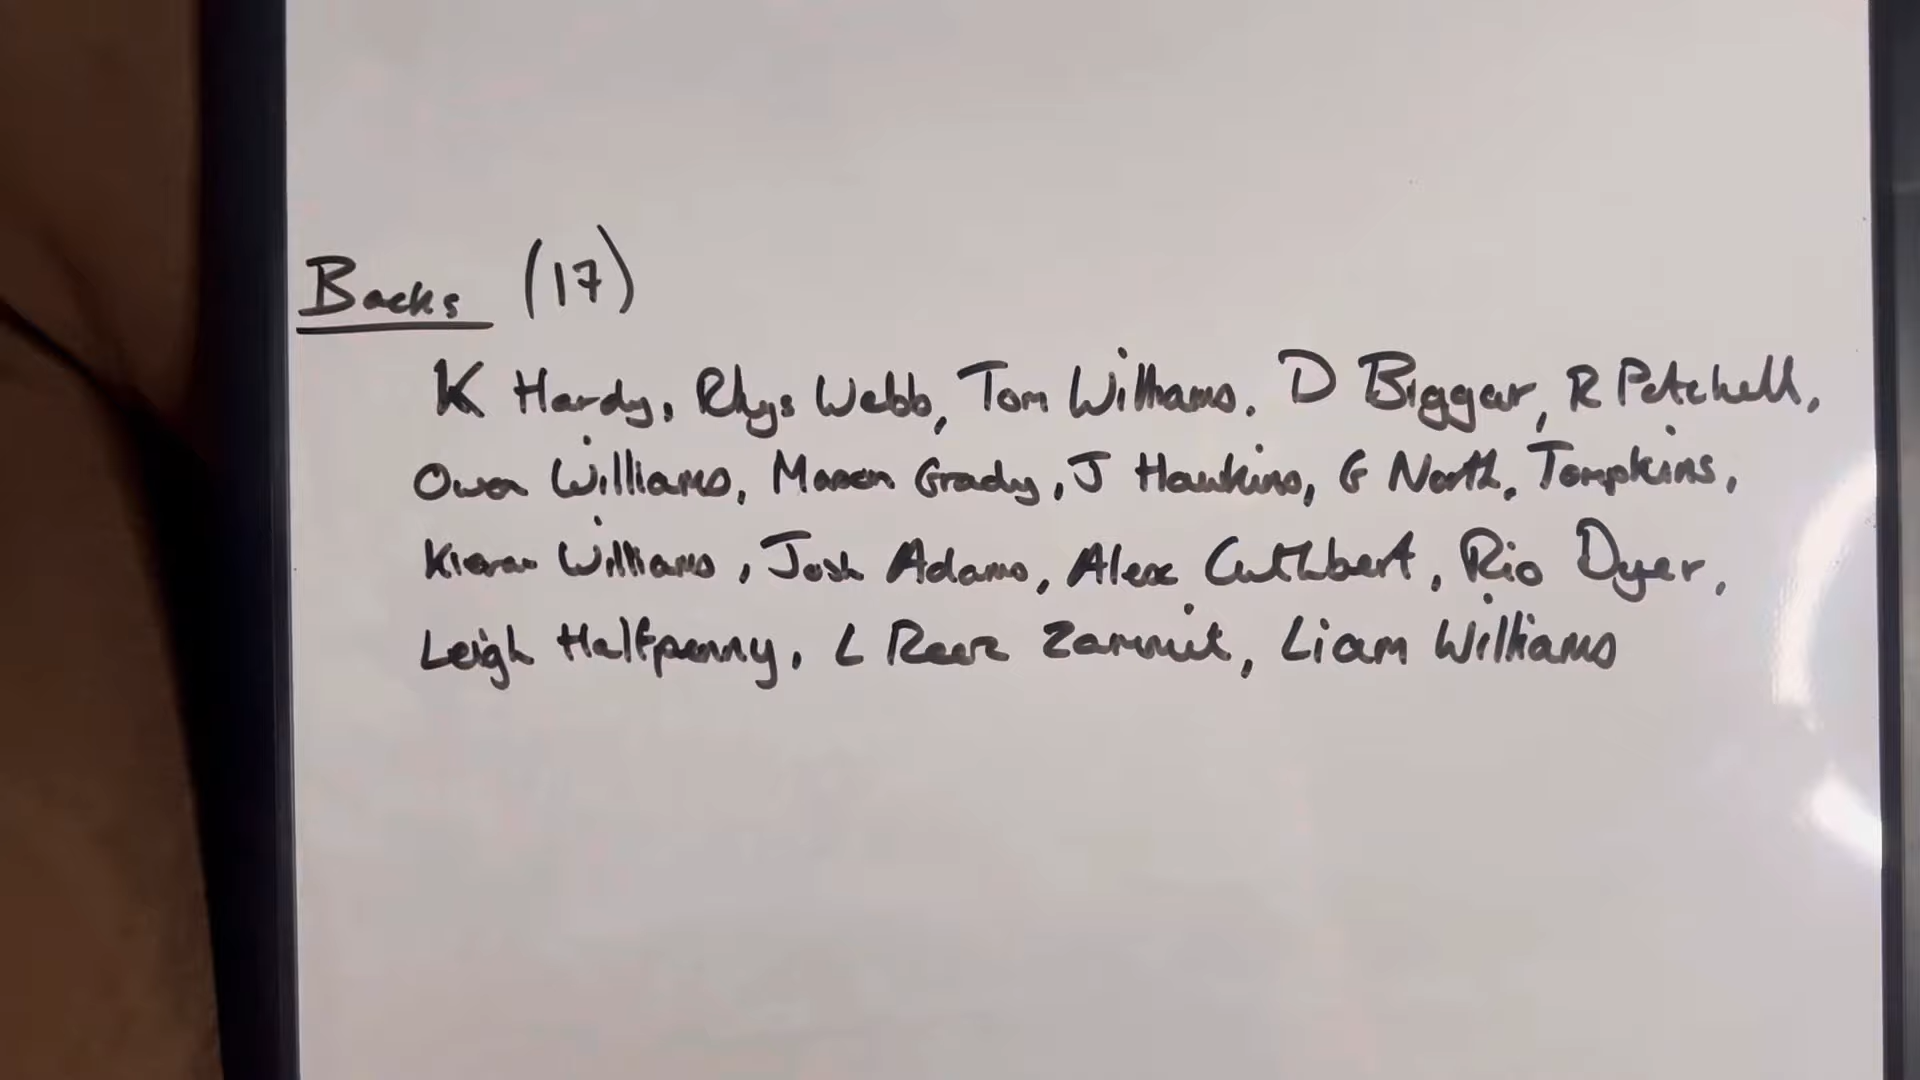 Backs (17)
K Hardy, Rhys Webb, Tom Williams, D Biggar, R Patchell,
Owen Williams, Mason Grady, J Hawkins, G North, Tompkins,
Kieran Williams, Josh Adams, Alex Cuthbert, Rio Dyer,
Leigh Halfpenny, L Rees Zammit, Liam Williams